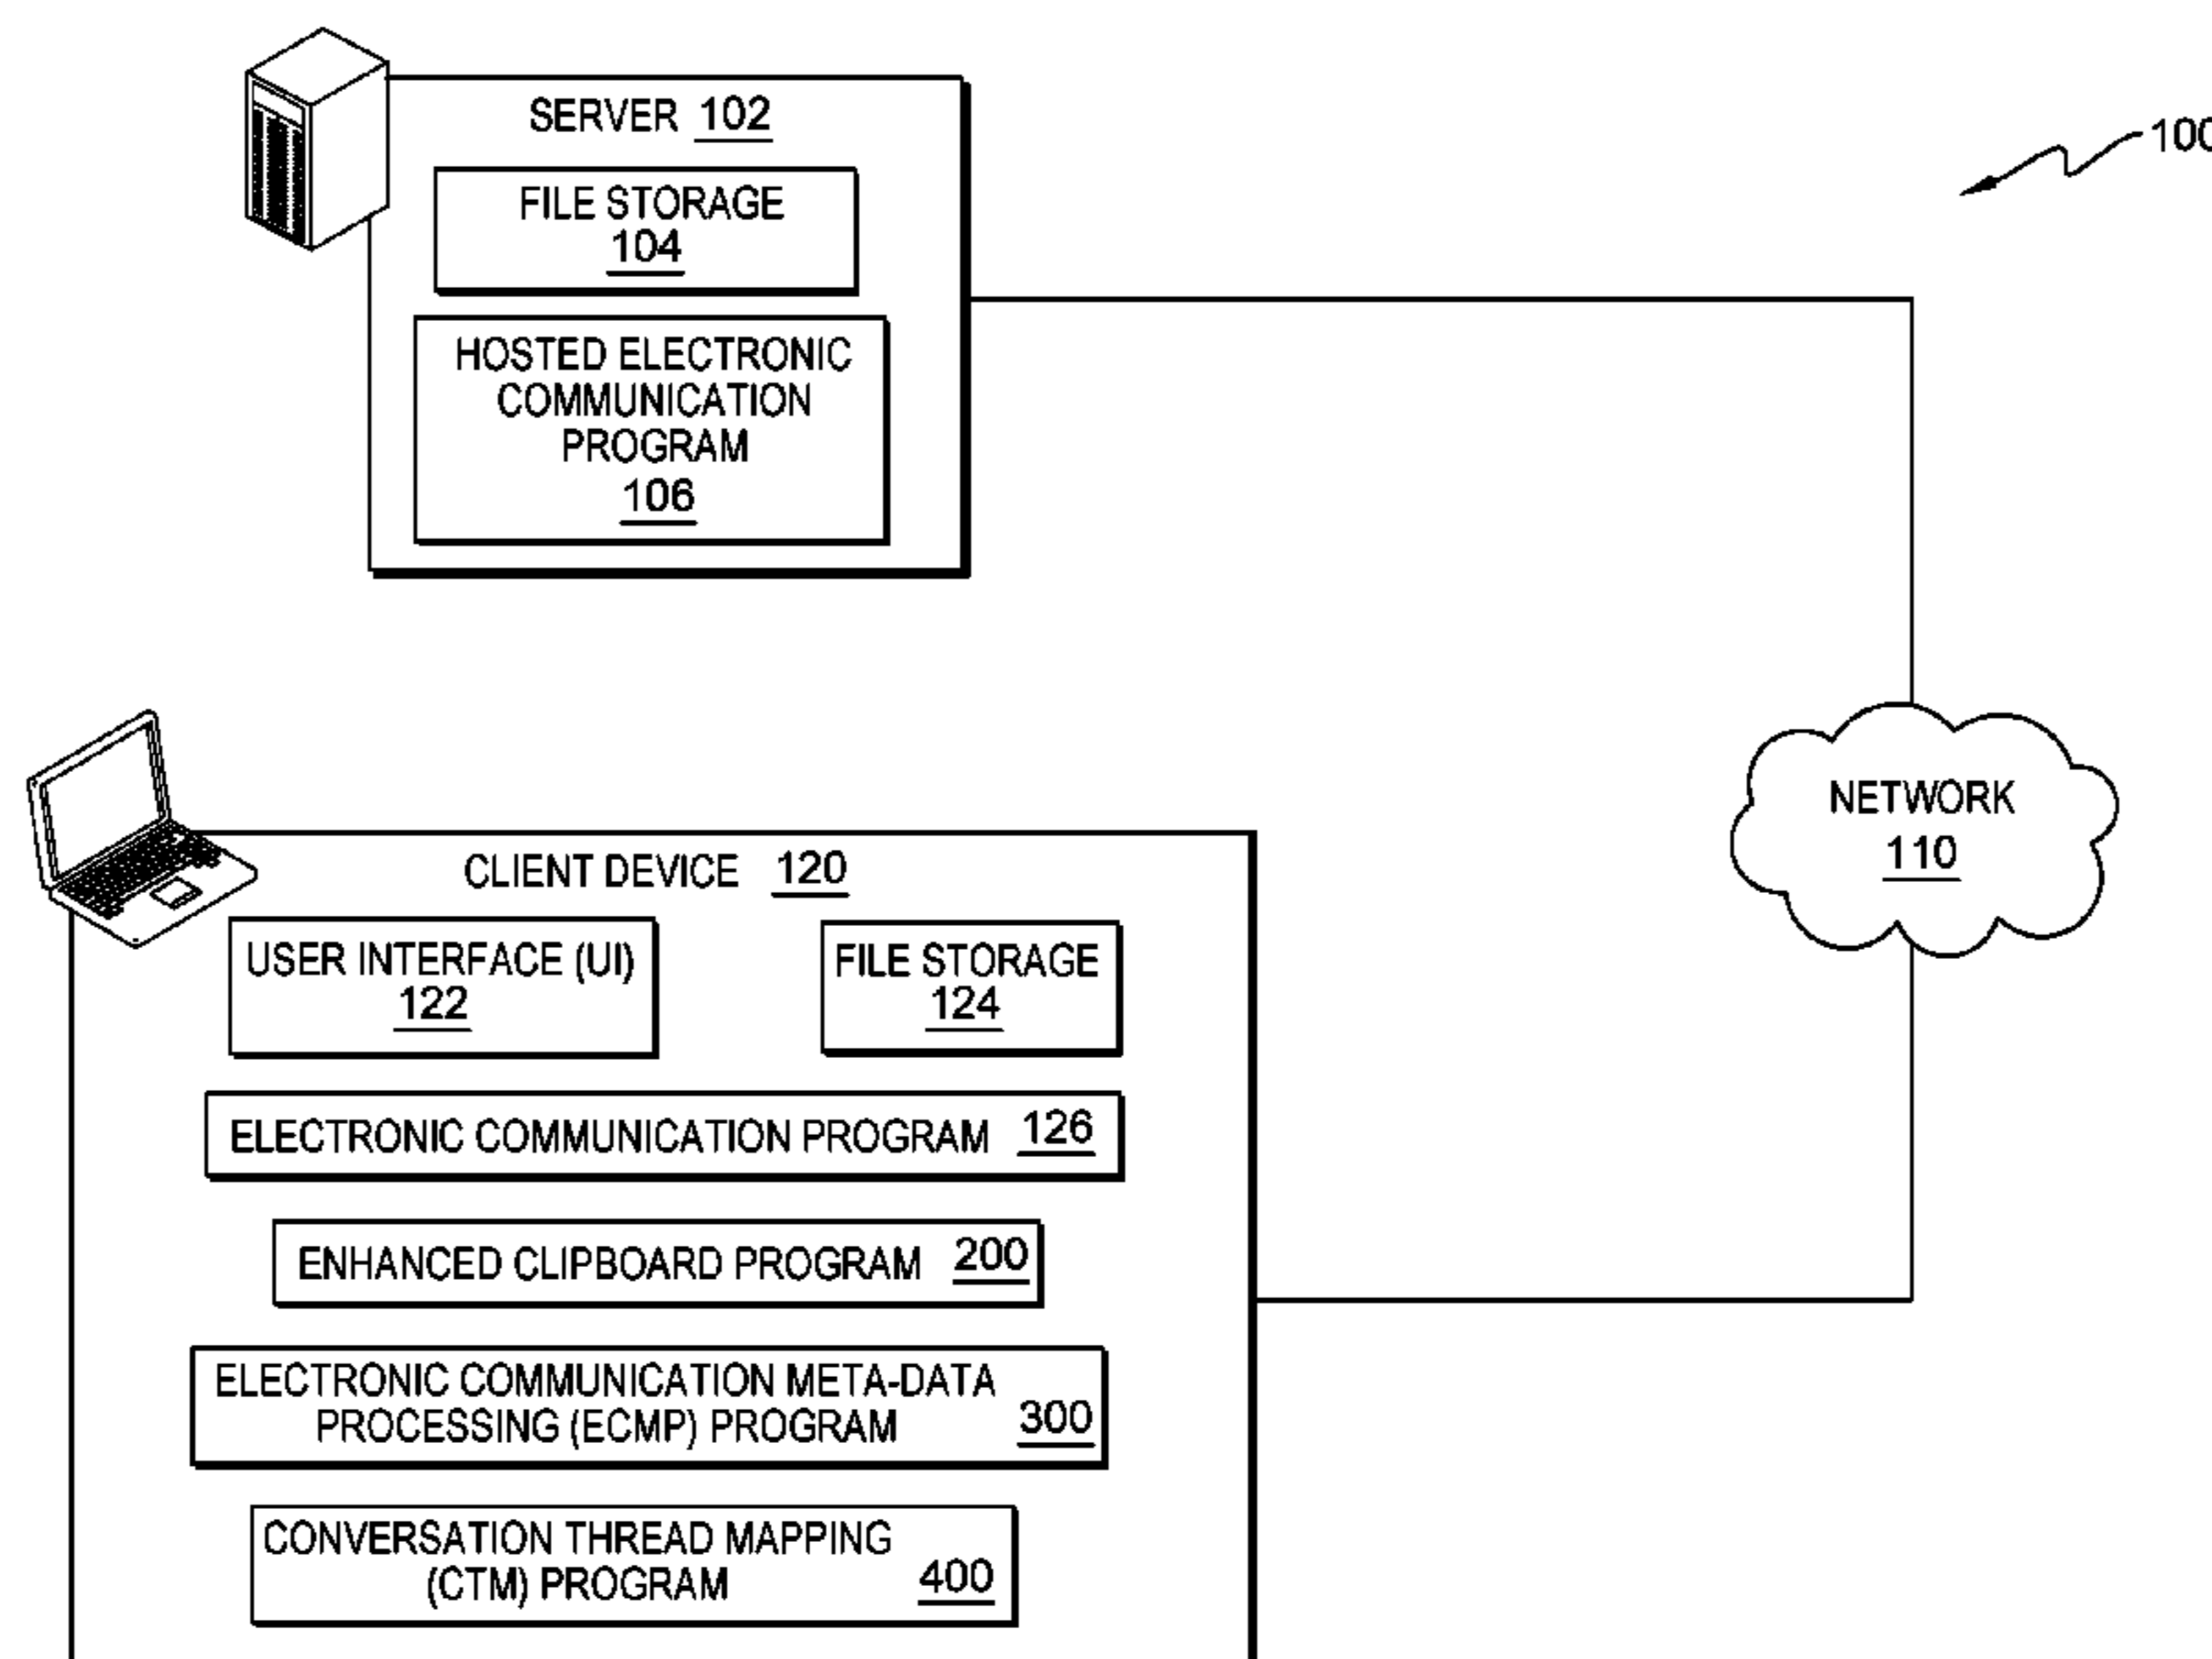 SERVER 102
100
FILE STORAGE
104
HOSTED ELECTRONIC
COMMUNICATION
PROGRAM
106
NETWORK
110
CLIENT DEVICE 120
USER INTERFACE (UI)
122
FILE STORAGE
124
ELECTRONIC COMMUNICATION PROGRAM 126
ENHANCED CLIPBOARD PROGRAM 200
ELECTRONIC COMMUNICATION META-DATA
PROCESSING (ECMP) PROGRAM 300
CONVERSATION THREAD MAPPING
(CTM) PROGRAM 400